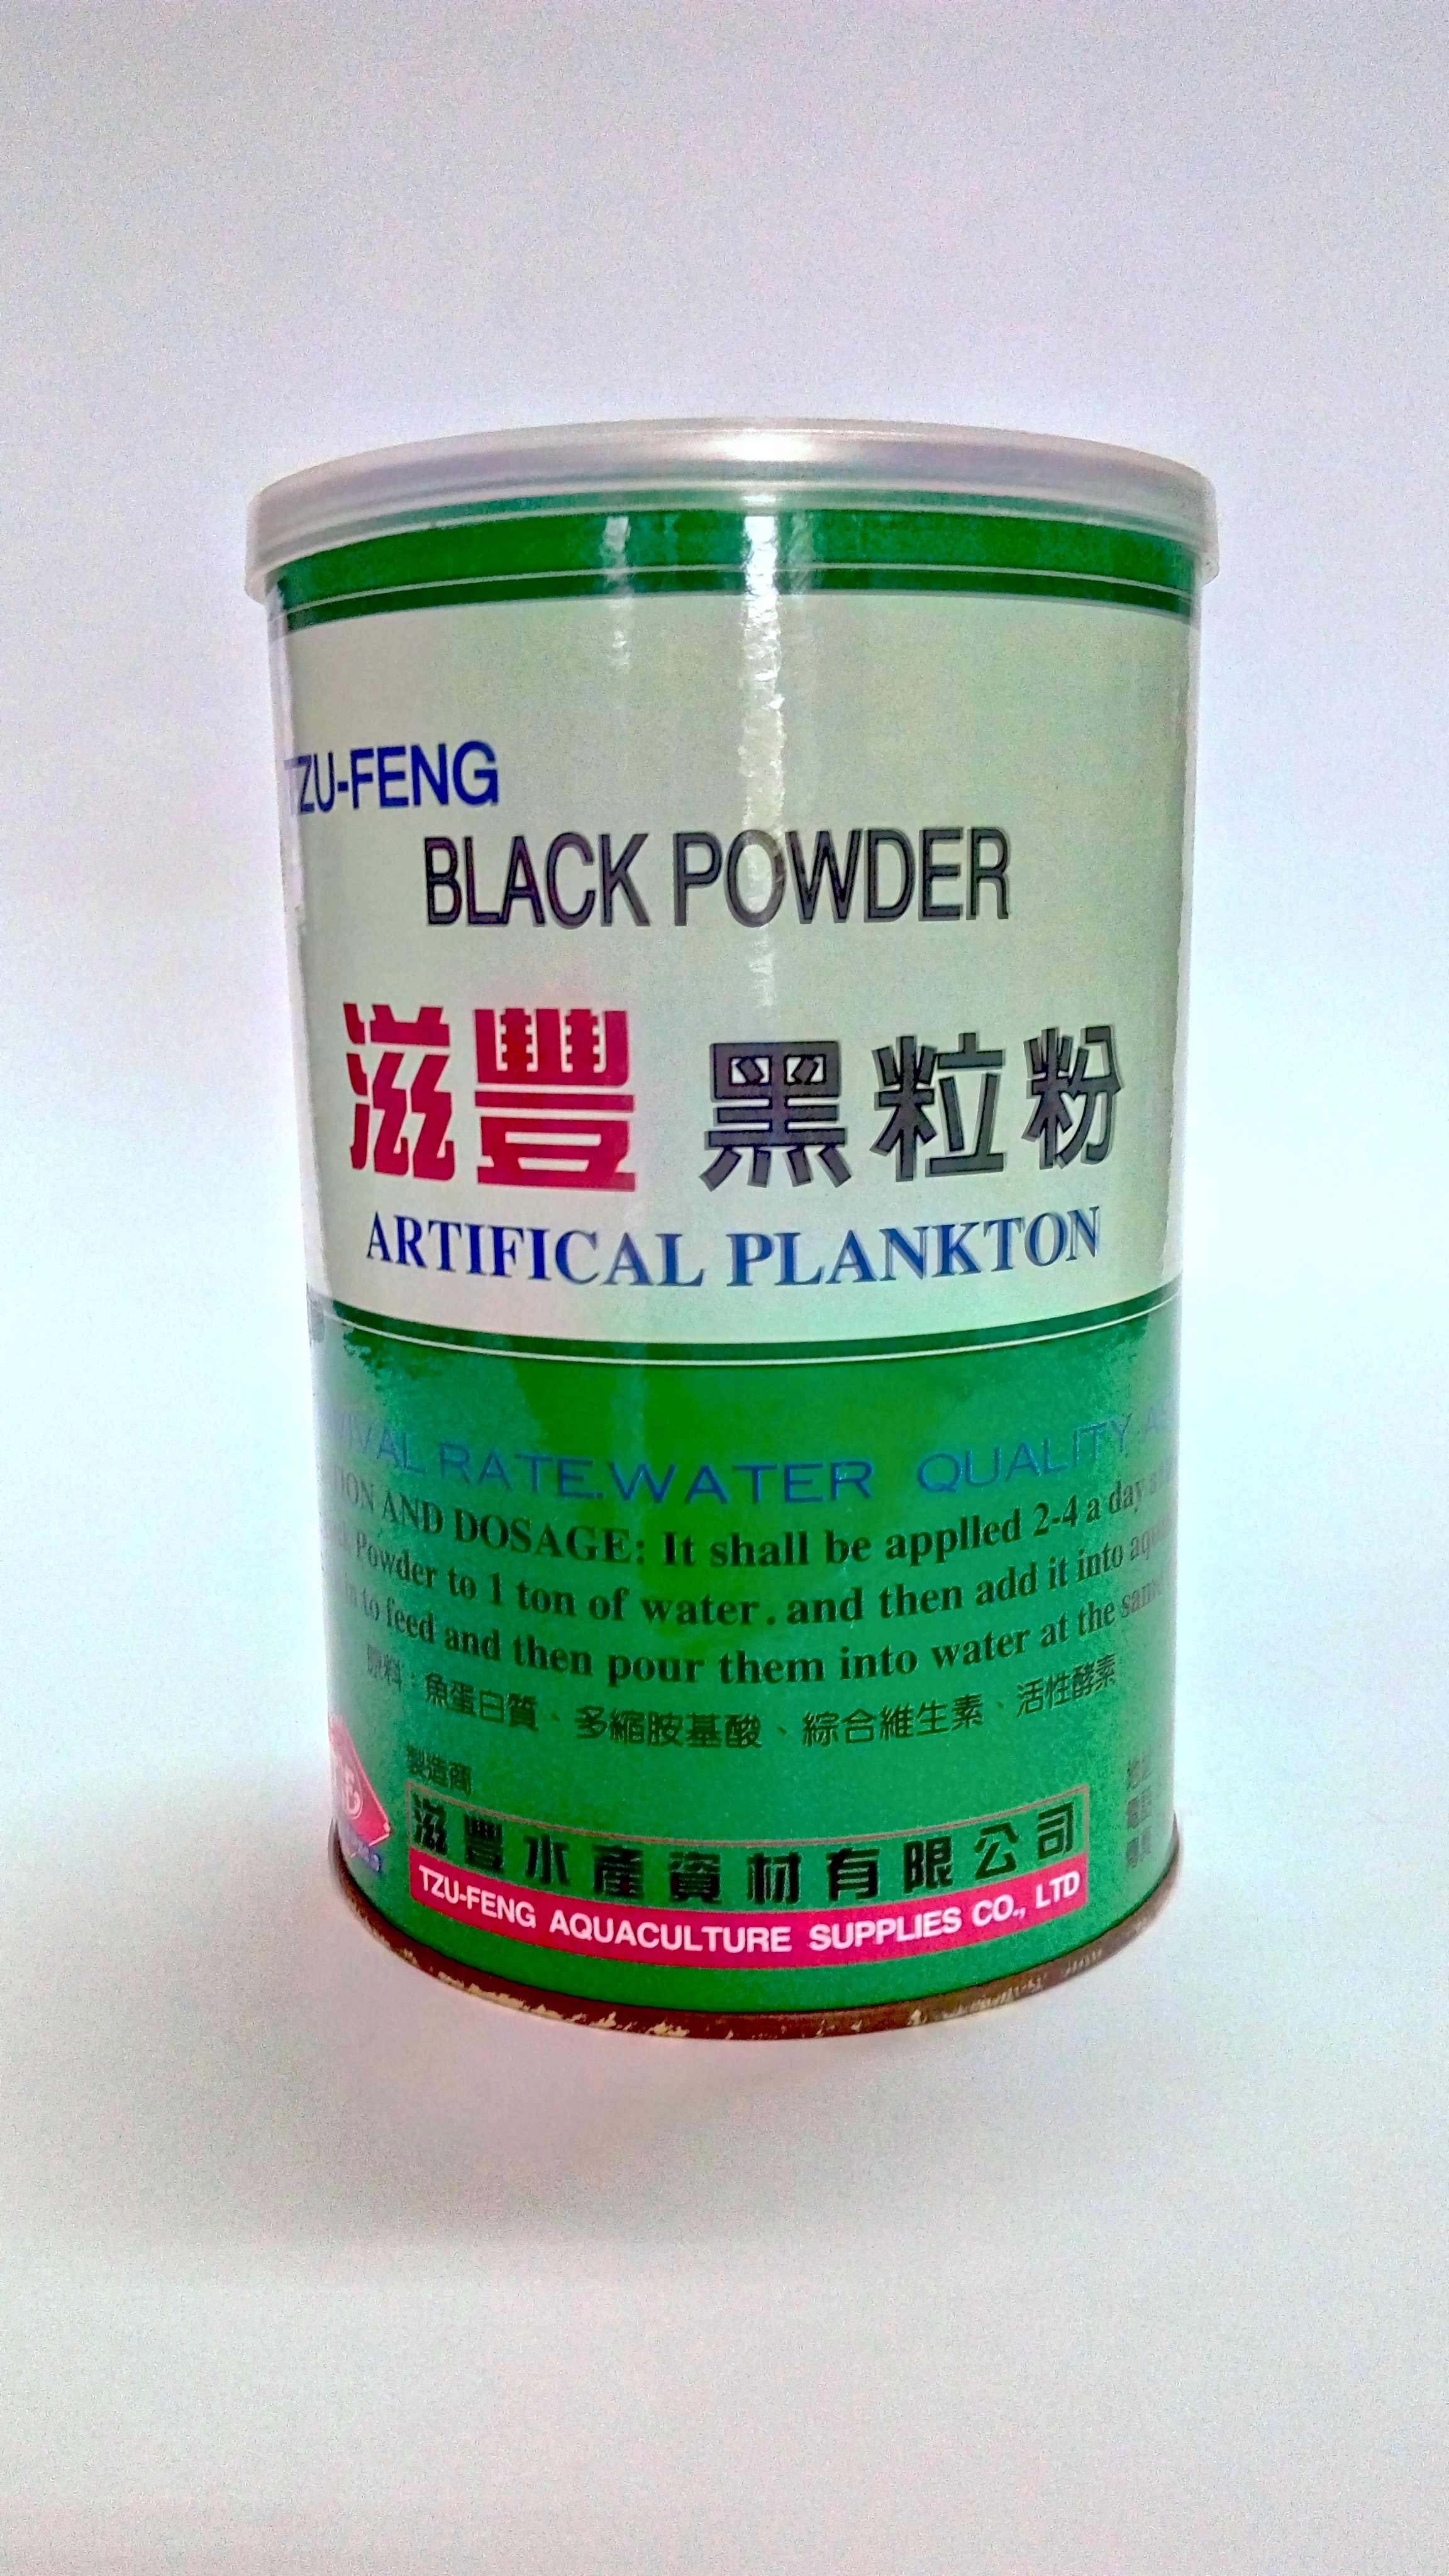 TZU-FENG
BLACK POWDER
滋豐 黑粒粉
ARTIFICAL PLANKTON
RATE.WATER QUALITY
AND DOSAGE: It shall be applled 2-4 a day
Powder to 1 ton of water. and then add it into
to feed and then pour them into water at the
原料：魚蛋白質、多縮胺基酸、綜合維生素、活性酵素
製造商
滋豐水產資材有限公司
TZU-FENG AQUACULTURE SUPPLIES CO., LTD